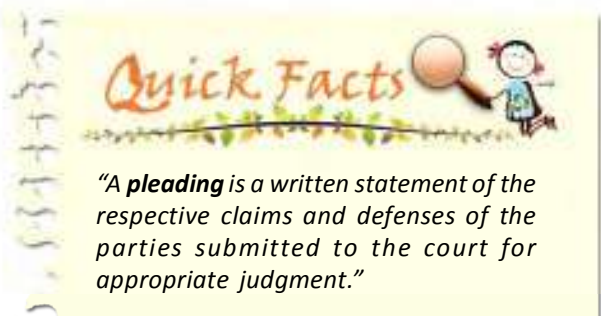 Quick Facts
“A pleading is a written statement of the
respective claims and defenses of the
parties submitted to the court for
appropriate judgment.”